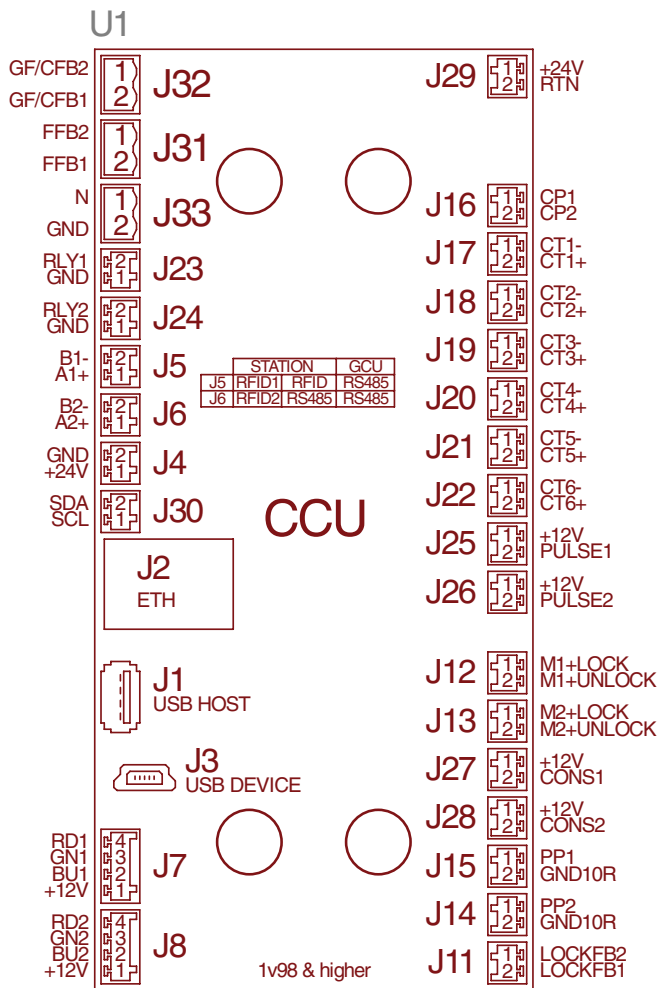 U1
GF/CFB2 1 J32
GF/CFB1 2
FFB2 1 J31
FFB1 2
N 1 J33
GND 2
RLY1 2 J23
GND 1
RLY2 2 J24
GND 1
B1- 2 J5
A1+ 1
B2- 2 J6
A2+ 1
GND 2 J4
+24V 1
SDA 2 J30
SCL 1
J2
ETH
J1
USB HOST
J3
USB DEVICE
RD1 4 J7
GN1 3
BU1 2
+12V 1
RD2 4 J8
GN2 3
BU2 2
+12V 1
STATION GCU
J5 RFID1 RFID RS485
J6 RFID2 RS485 RS485
CCU
1v98 & higher
J29 1 +24V
2 RTN
J16 1 CP1
2 CP2
J17 1 CT1-
2 CT1+
J18 1 CT2-
2 CT2+
J19 1 CT3-
2 CT3+
J20 1 CT4-
2 CT4+
J21 1 CT5-
2 CT5+
J22 1 CT6-
2 CT6+
J25 1 +12V
2 PULSE1
J26 1 +12V
2 PULSE2
J12 1 M1+LOCK
2 M1+UNLOCK
J13 1 M2+LOCK
2 M2+UNLOCK
J27 1 +12V
2 CONS1
J28 1 +12V
2 CONS2
J15 1 PP1
2 GND10R
J14 1 PP2
2 GND10R
J11 1 LOCKFB2
2 LOCKFB1